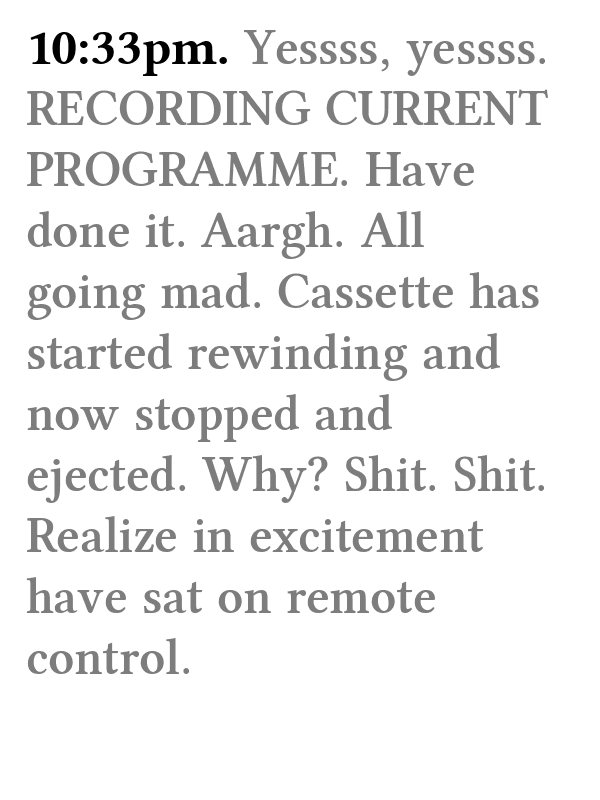 10:33pm. Yessss, yessss.
RECORDING CURRENT
PROGRAMME. Have
done it. Aargh. All
going mad. Cassette has
started rewinding and
now stopped and
ejected. Why? Shit. Shit.
Realize in excitement
have sat on remote
control.